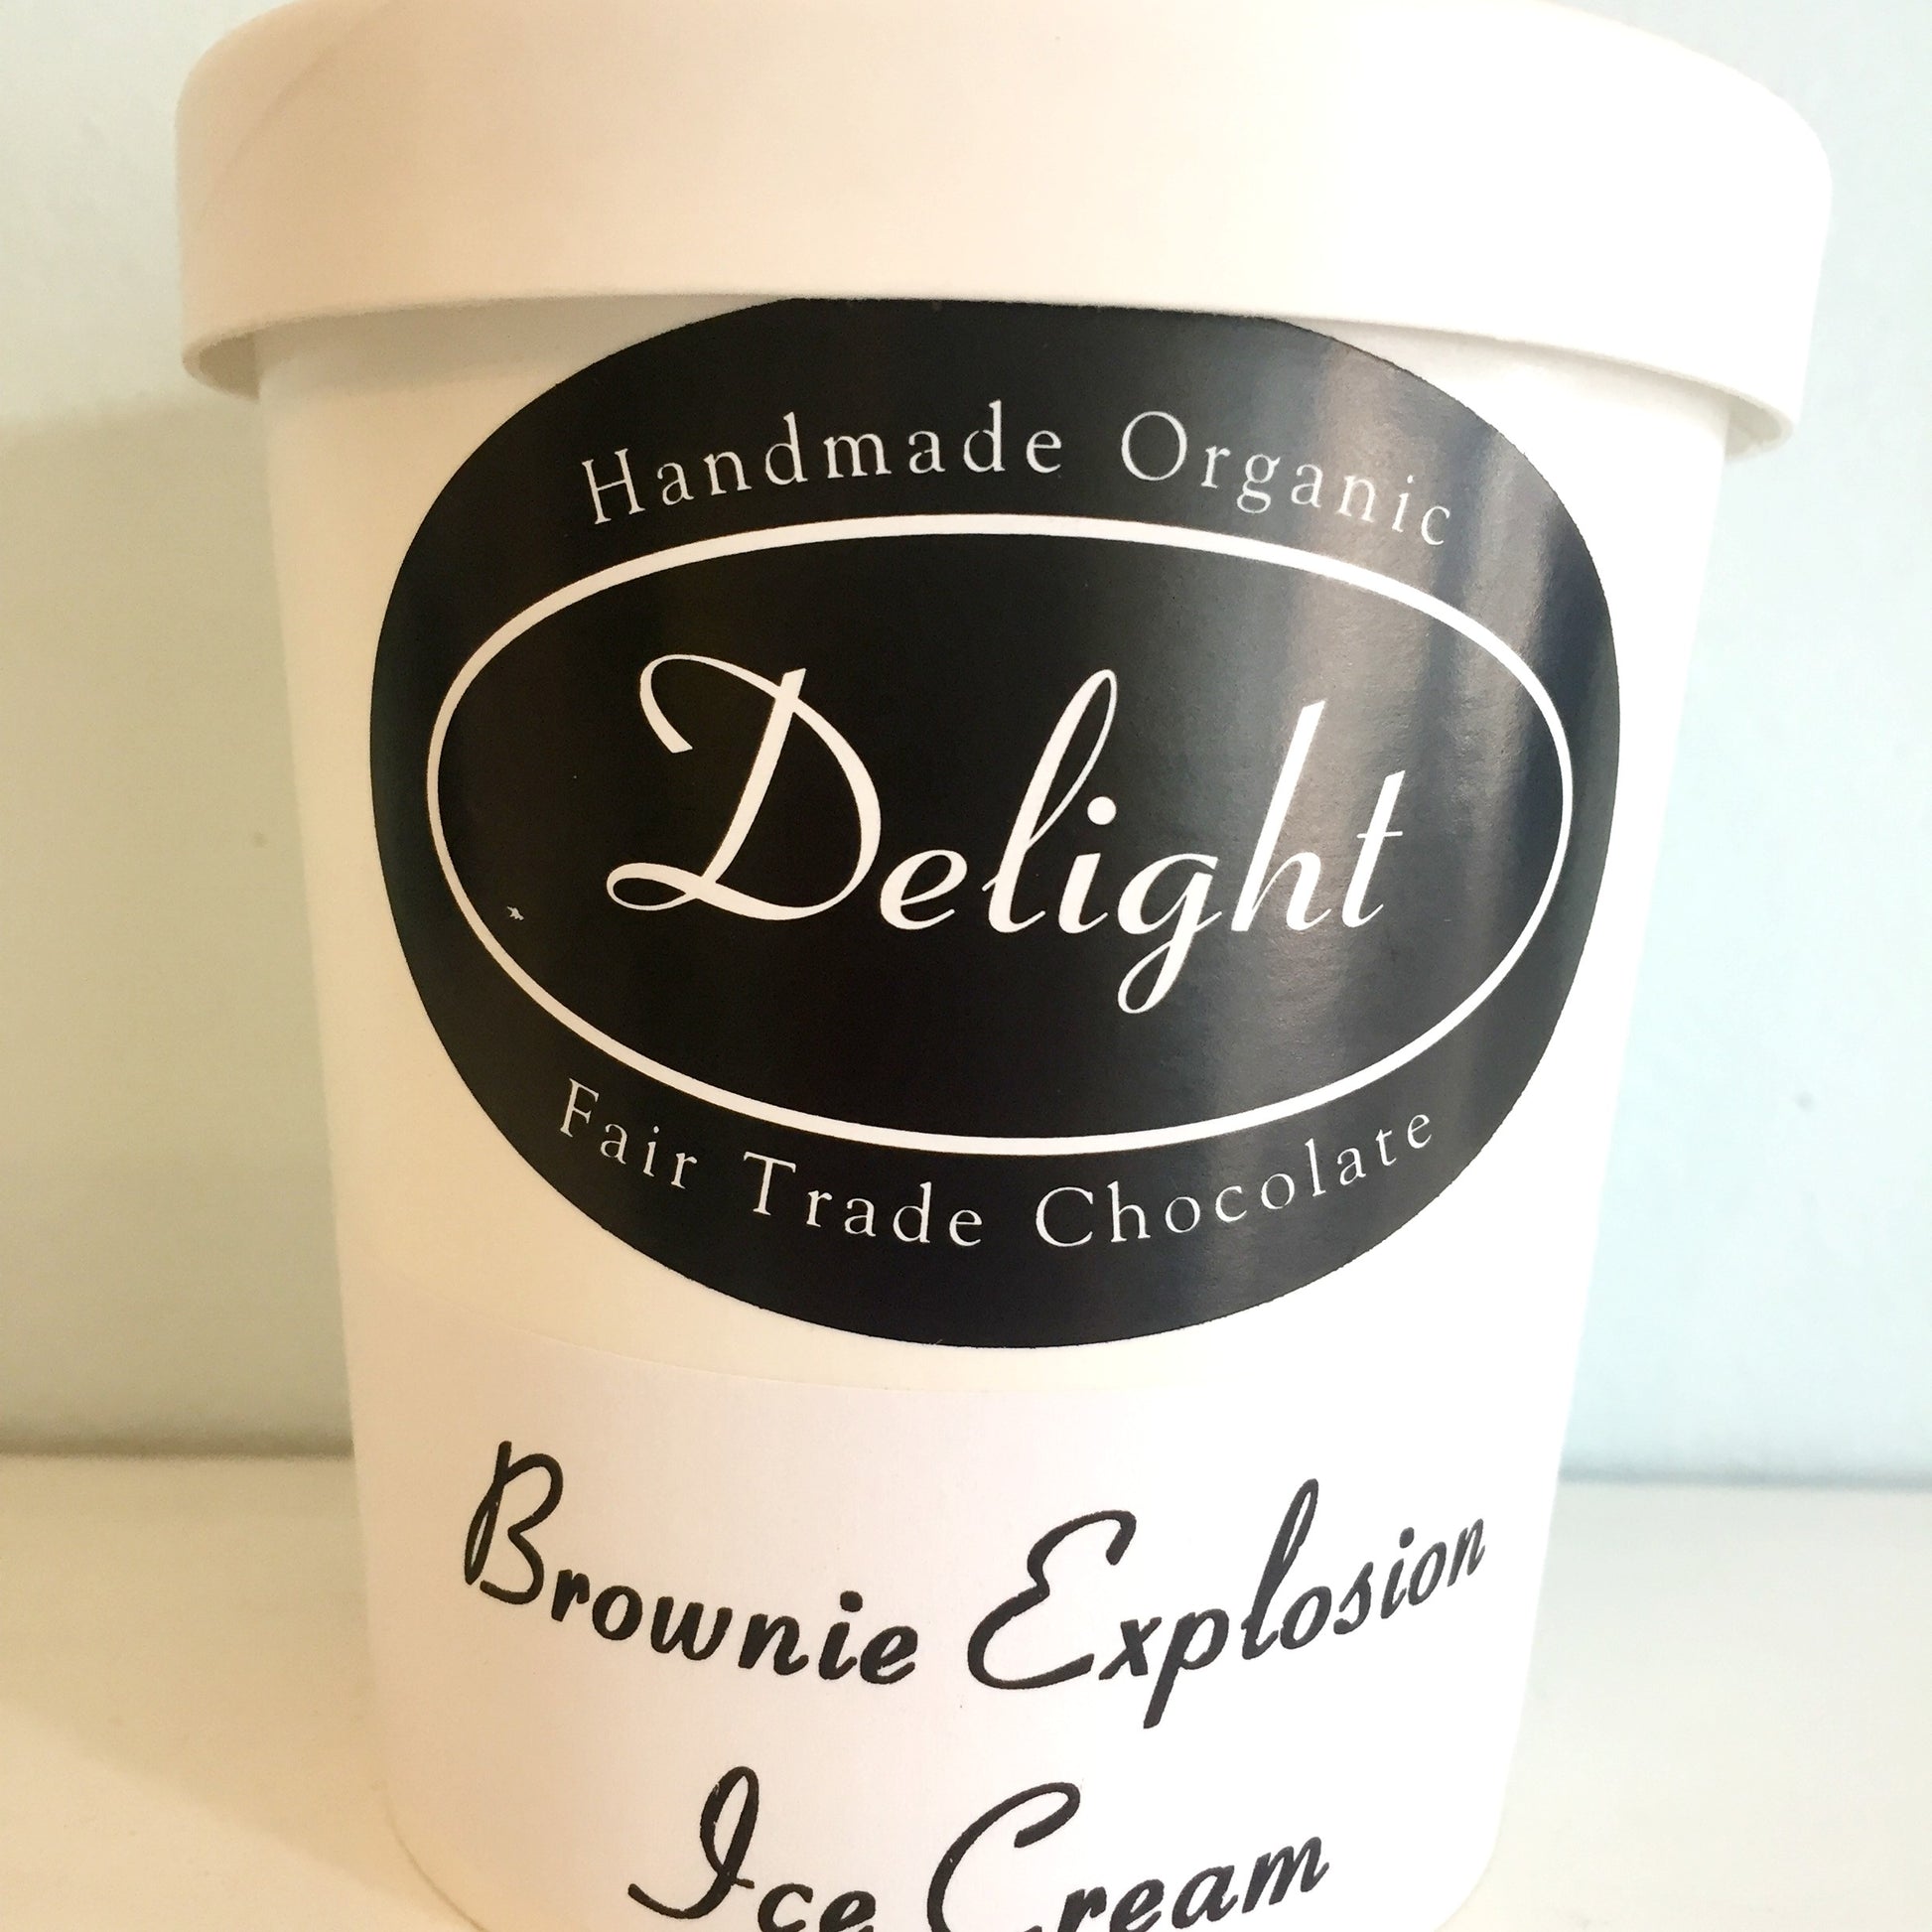 Handmade Organic
Delight
Fair Trade Chocolate
Brownie Explosion
Ice Cream